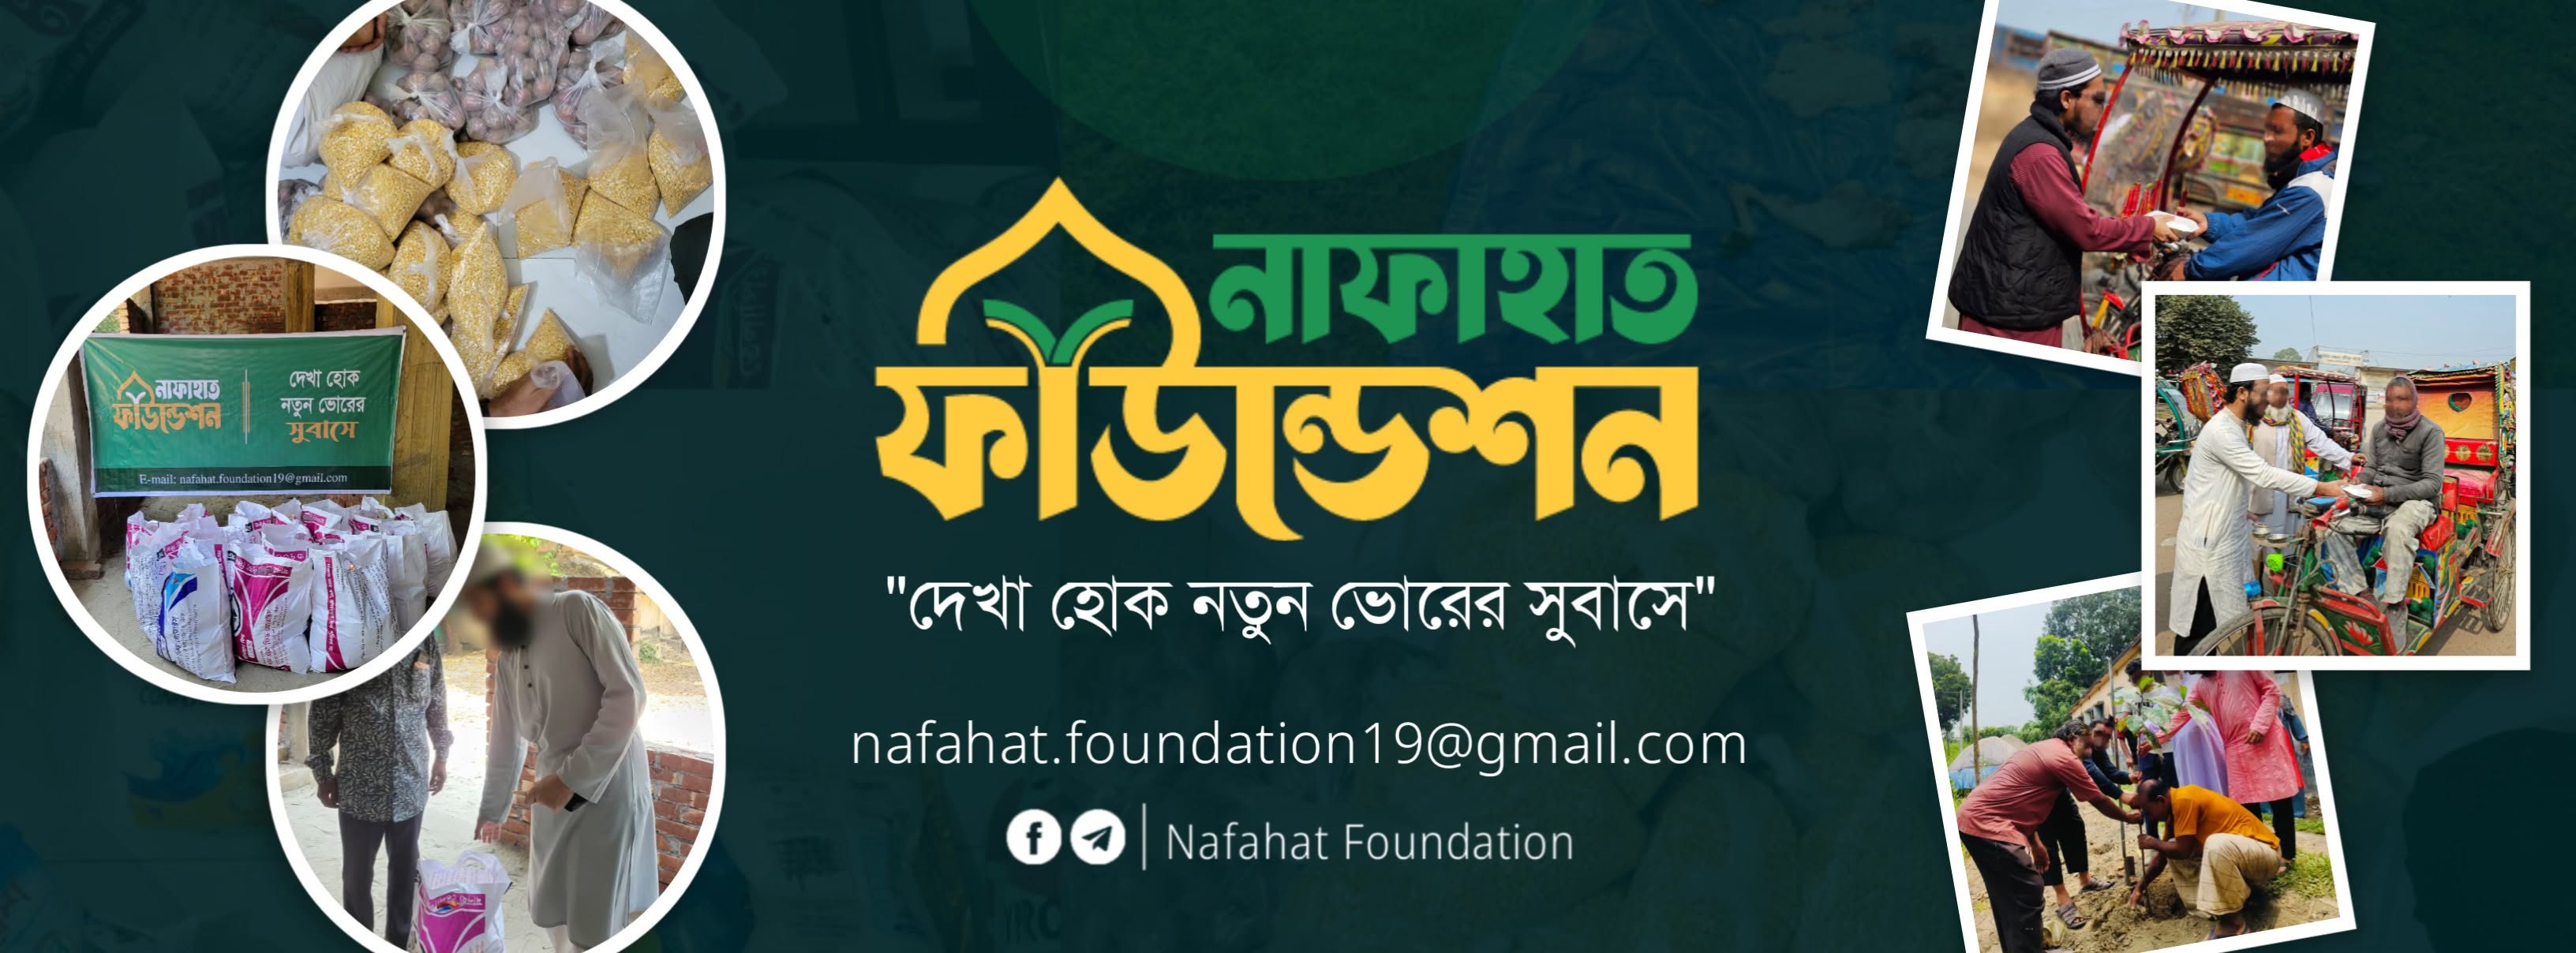 নাফাহাত
ফাউন্ডেশন
"দেখা হোক নতুন ভোরের সুবাসে"
nafahat.foundation19@gmail.com
Nafahat Foundation
নাফাহাত
ফাউন্ডেশন
দেখা হোক
নতুন ভোরের
সুবাসে
E-mail: nafahat.foundation19@gmail.com